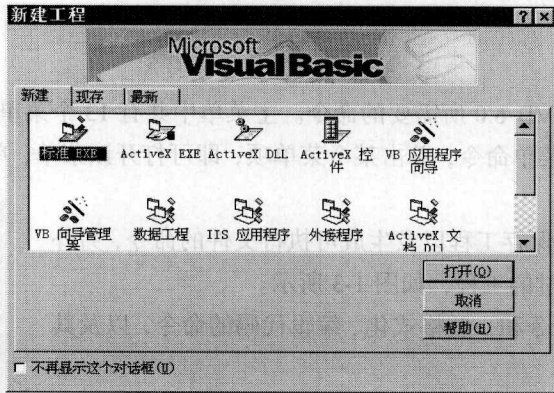 新建工程
Microsoft
Visual Basic
新建 现存 最新
标准 EXE ActiveX EXE ActiveX DLL ActiveX 控件 VB 应用程序向导
VB 向导管理器 数据工程 IIS 应用程序 外接程序 ActiveX 文档 Dll
打开(O)
取消
帮助(H)
不再显示这个对话框(U)